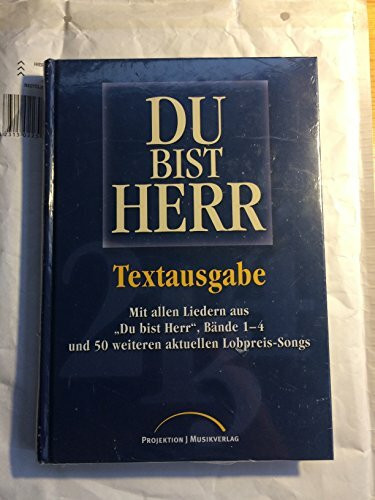 DU
BIST
HERR
Textausgabe
Mit allen Liedern aus
„Du bist Herr“, Bände 1–4
und 50 weiteren aktuellen Lobpreis-Songs
PROJEKTION J MUSIKVERLAG